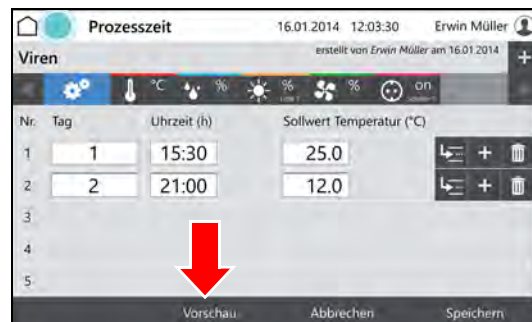 Prozesszeit 16.01.2014 12:03:30 Erwin Müller
Viren erstellt von Erwin Müller am 16.01.2014
°C % % % on
Nr. Tag Uhrzeit (h) Sollwert Temperatur (°C)
1 1 15:30 25.0
2 2 21:00 12.0
3
4
5
Vorschau Abbrechen Speichern